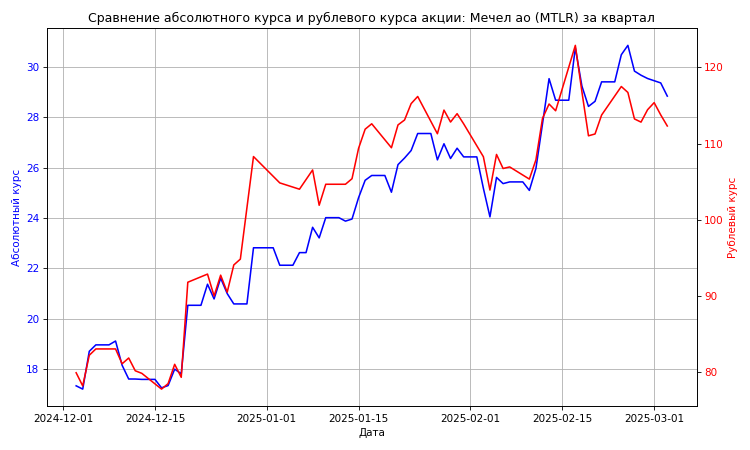 Сравнение абсолютного курса и рублевого курса акции: Мечел ао (MTLR) за квартал
Абсолютный курс
30
28
26
24
22
20
18
120
110
100
90
80
Рублевый курс
2024-12-01 2024-12-15 2025-01-01 2025-01-15 2025-02-01 2025-02-15 2025-03-01
Дата